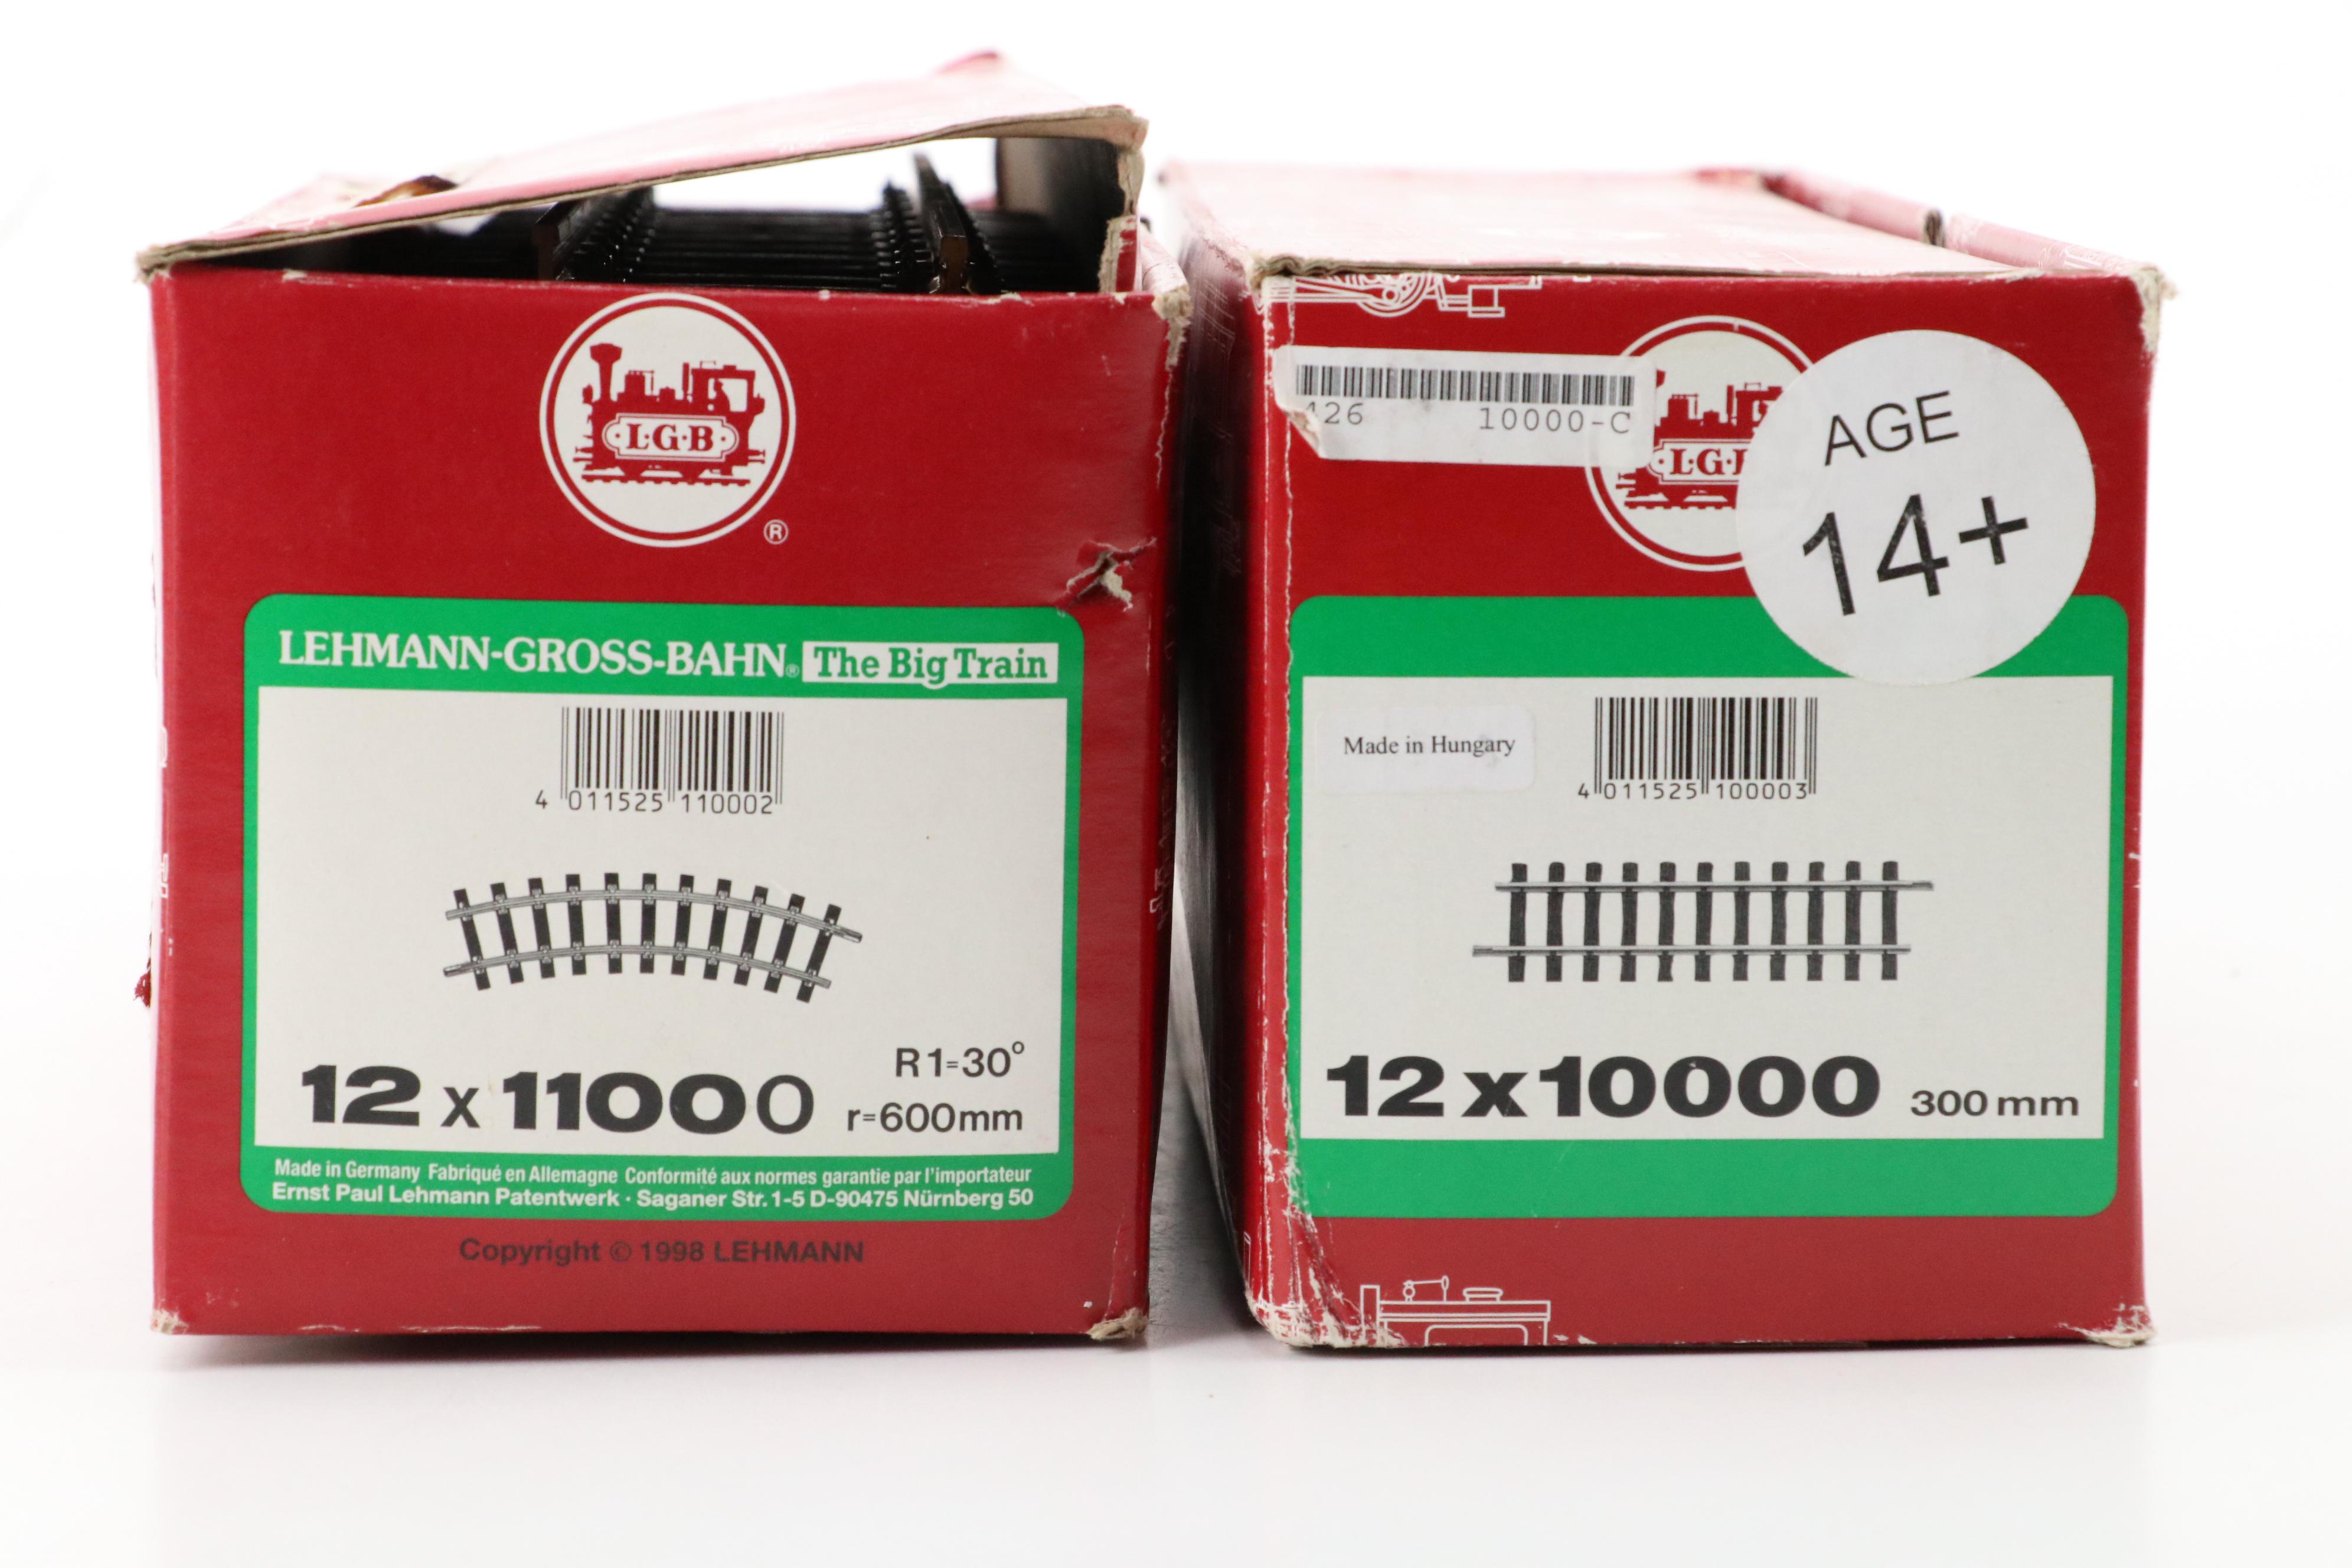 L·G·B
®
LEHMANN-GROSS-BAHN® The Big Train
4 011525 110002
R1=30°
12 x 11000 r=600mm
Made in Germany Fabriqué en Allemagne Conformité aux normes garantie par l'importateur
Ernst Paul Lehmann Patentwerk · Saganer Str. 1-5 D-90475 Nürnberg 50
Copyright © 1998 LEHMANN
426 10000-C
L·G·
AGE
14+
Made in Hungary
4 011525 100003
12 x 10000 300 mm